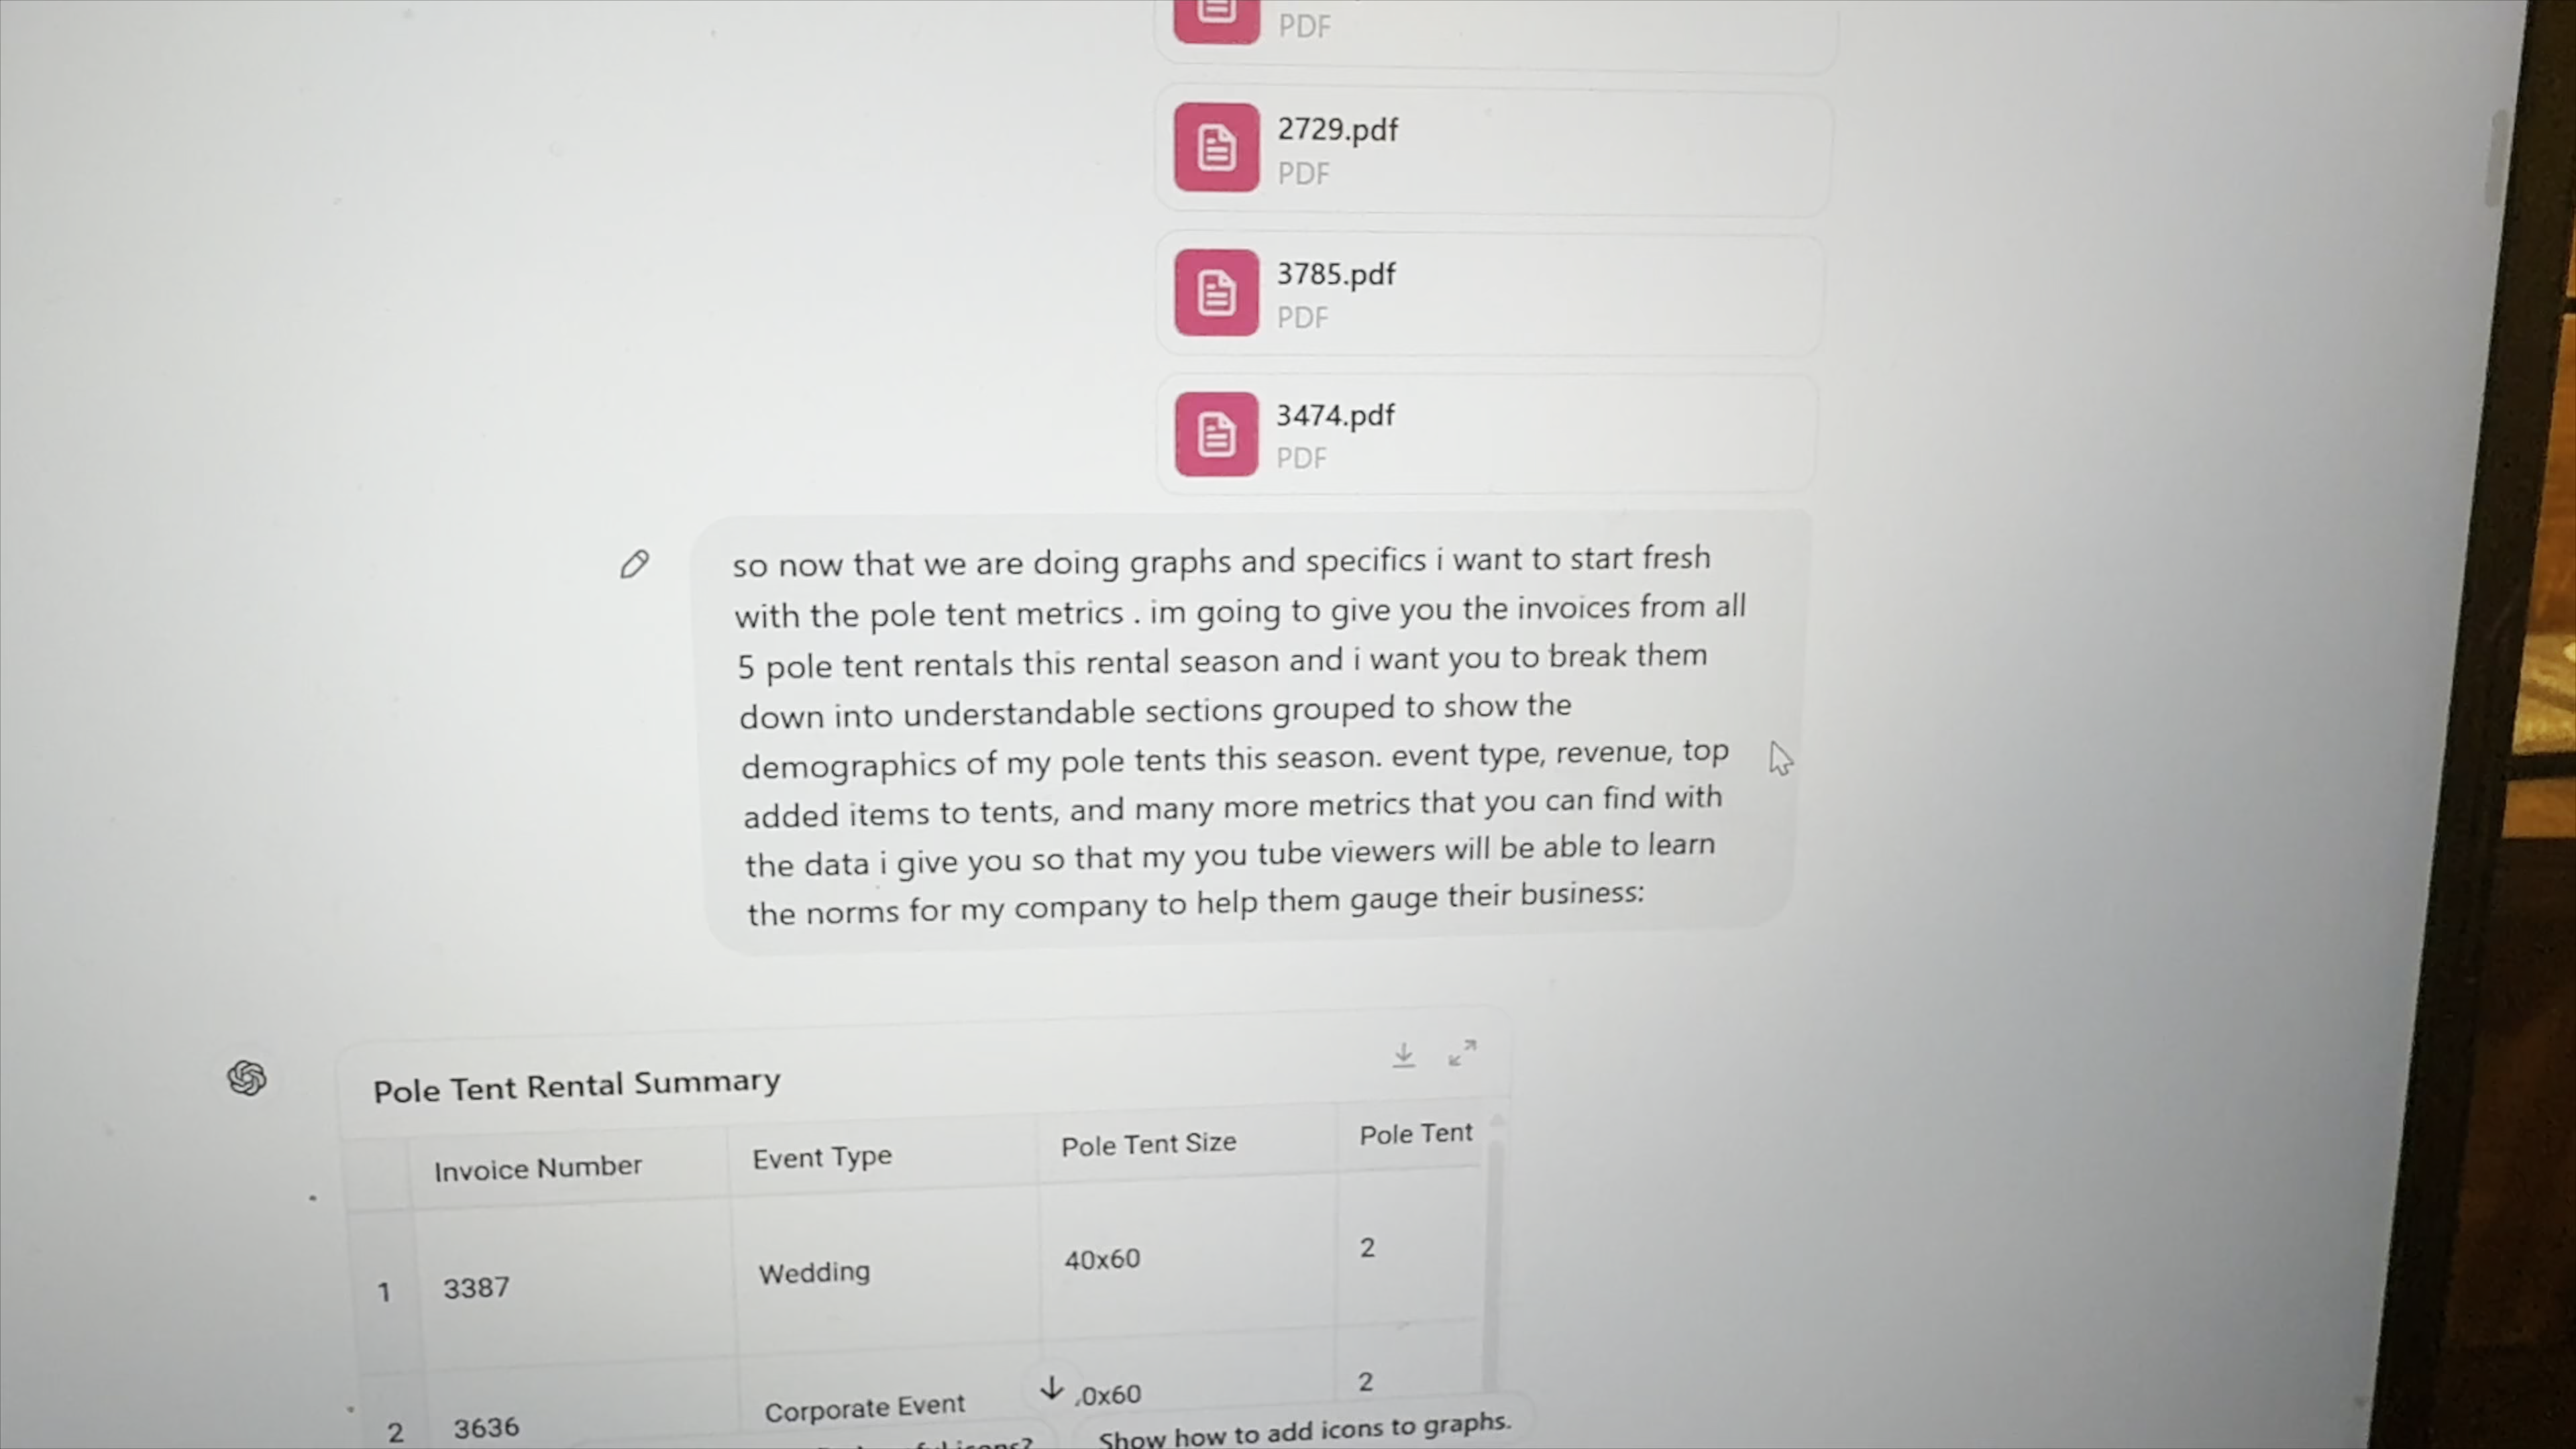 PDF
2729.pdf
PDF
3785.pdf
PDF
3474.pdf
PDF
so now that we are doing graphs and specifics i want to start fresh
with the pole tent metrics . im going to give you the invoices from all
5 pole tent rentals this rental season and i want you to break them
down into understandable sections grouped to show the
demographics of my pole tents this season. event type, revenue, top
added items to tents, and many more metrics that you can find with
the data i give you so that my you tube viewers will be able to learn
the norms for my company to help them gauge their business:
Pole Tent Rental Summary
Invoice Number Event Type Pole Tent Size Pole Tent
1 3387 Wedding 40x60 2
2 3636 Corporate Event 0x60 2
Show how to add icons to graphs.